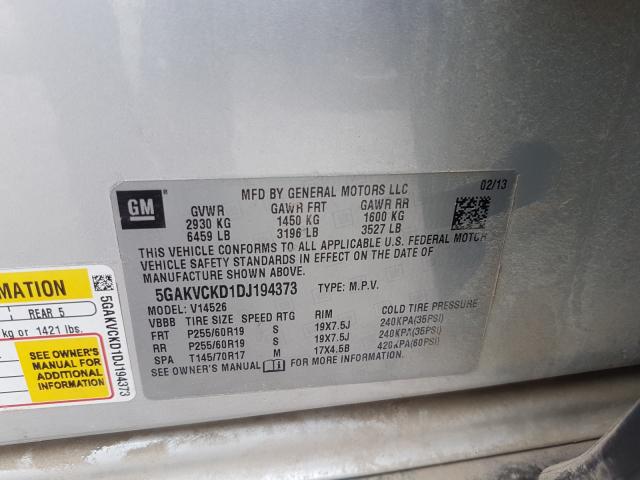 MFD BY GENERAL MOTORS LLC 02/13
GM
GVWR GAWR FRT GAWR RR
2930 KG 1450 KG 1600 KG
6459 LB 3196 LB 3527 LB
THIS VEHICLE CONFORMS TO ALL APPLICABLE U.S. FEDERAL MOTOR
VEHICLE SAFETY STANDARDS IN EFFECT ON THE DATE OF
MANUFACTURE SHOWN ABOVE.
5GAKVCKD1DJ194373 TYPE: M.P.V.
MODEL: V14526
VBBB TIRE SIZE SPEED RTG RIM COLD TIRE PRESSURE
FRT P255/60R19 S 19X7.5J 240KPA(35PSI)
RR P255/60R19 S 19X7.5J 240KPA(35PSI)
SPA T145/70R17 M 17X4.5B 420KPA(60PSI)
SEE OWNER'S MANUAL FOR MORE INFORMATION.
MATION
REAR 5
kg or 1421 lbs.
SEE OWNER'S
MANUAL FOR
ADDITIONAL
INFORMATION
5GAKVCKD1DJ194373